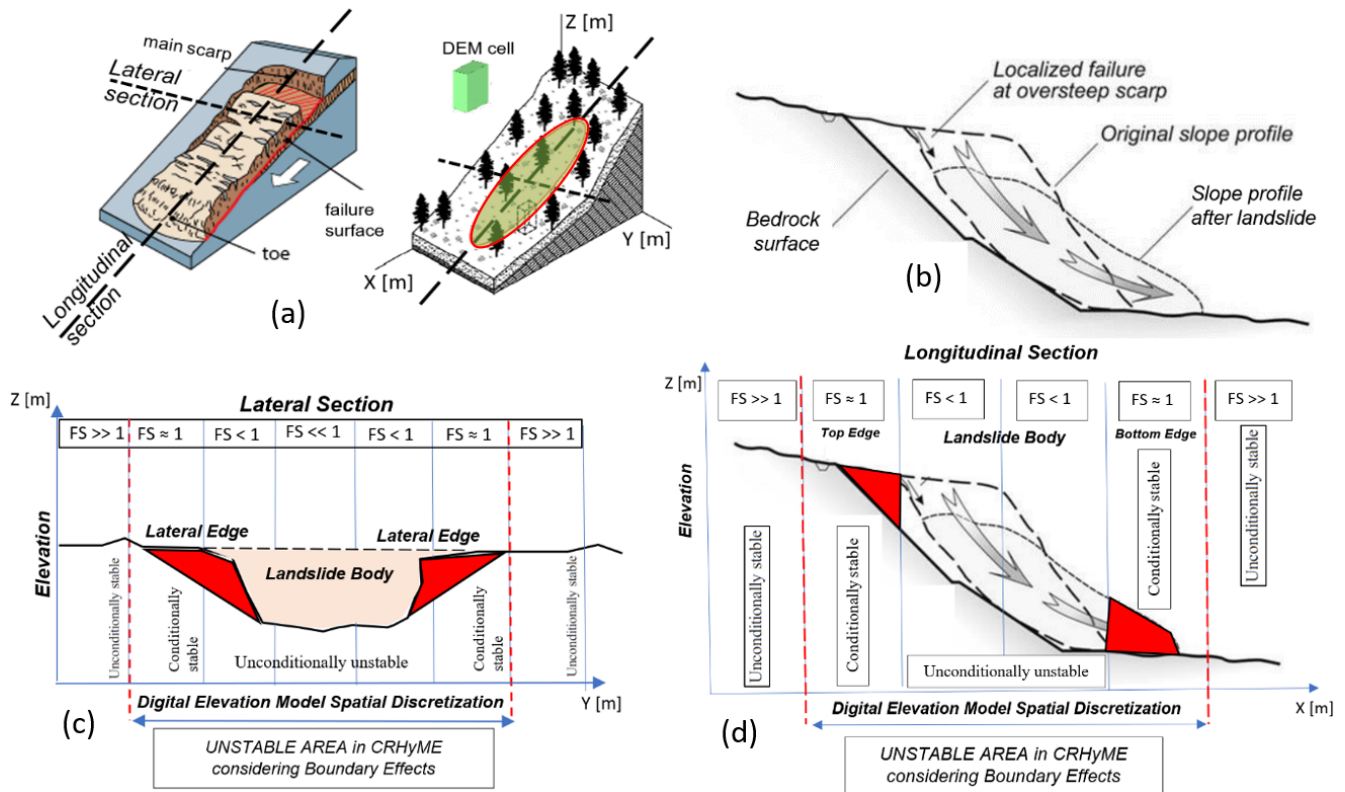 main scarp
Lateral
section
failure
surface
toe
Longitudinal
section
(a)
DEM cell
Z [m]
Y [m]
X [m]
Localized failure
at oversteep scarp
Original slope profile
Slope profile
after landslide
Bedrock
surface
(b)
Z [m]
Lateral Section
FS >> 1
FS ≈ 1
FS < 1
FS << 1
FS < 1
FS ≈ 1
FS >> 1
Elevation
Lateral Edge
Lateral Edge
Landslide Body
Unconditionally stable
Conditionally
stable
Unconditionally unstable
Conditionally
stable
Unconditionally stable
Digital Elevation Model Spatial Discretization
Y [m]
(c)
UNSTABLE AREA in CRHyME
considering Boundary Effects
Longitudinal Section
Z [m]
FS >> 1
FS ≈ 1
FS < 1
FS < 1
FS ≈ 1
FS >> 1
Top Edge
Landslide Body
Bottom Edge
Elevation
Unconditionally stable
Conditionally stable
Unconditionally unstable
Conditionally stable
Unconditionally stable
Digital Elevation Model Spatial Discretization
X [m]
(d)
UNSTABLE AREA in CRHyME
considering Boundary Effects